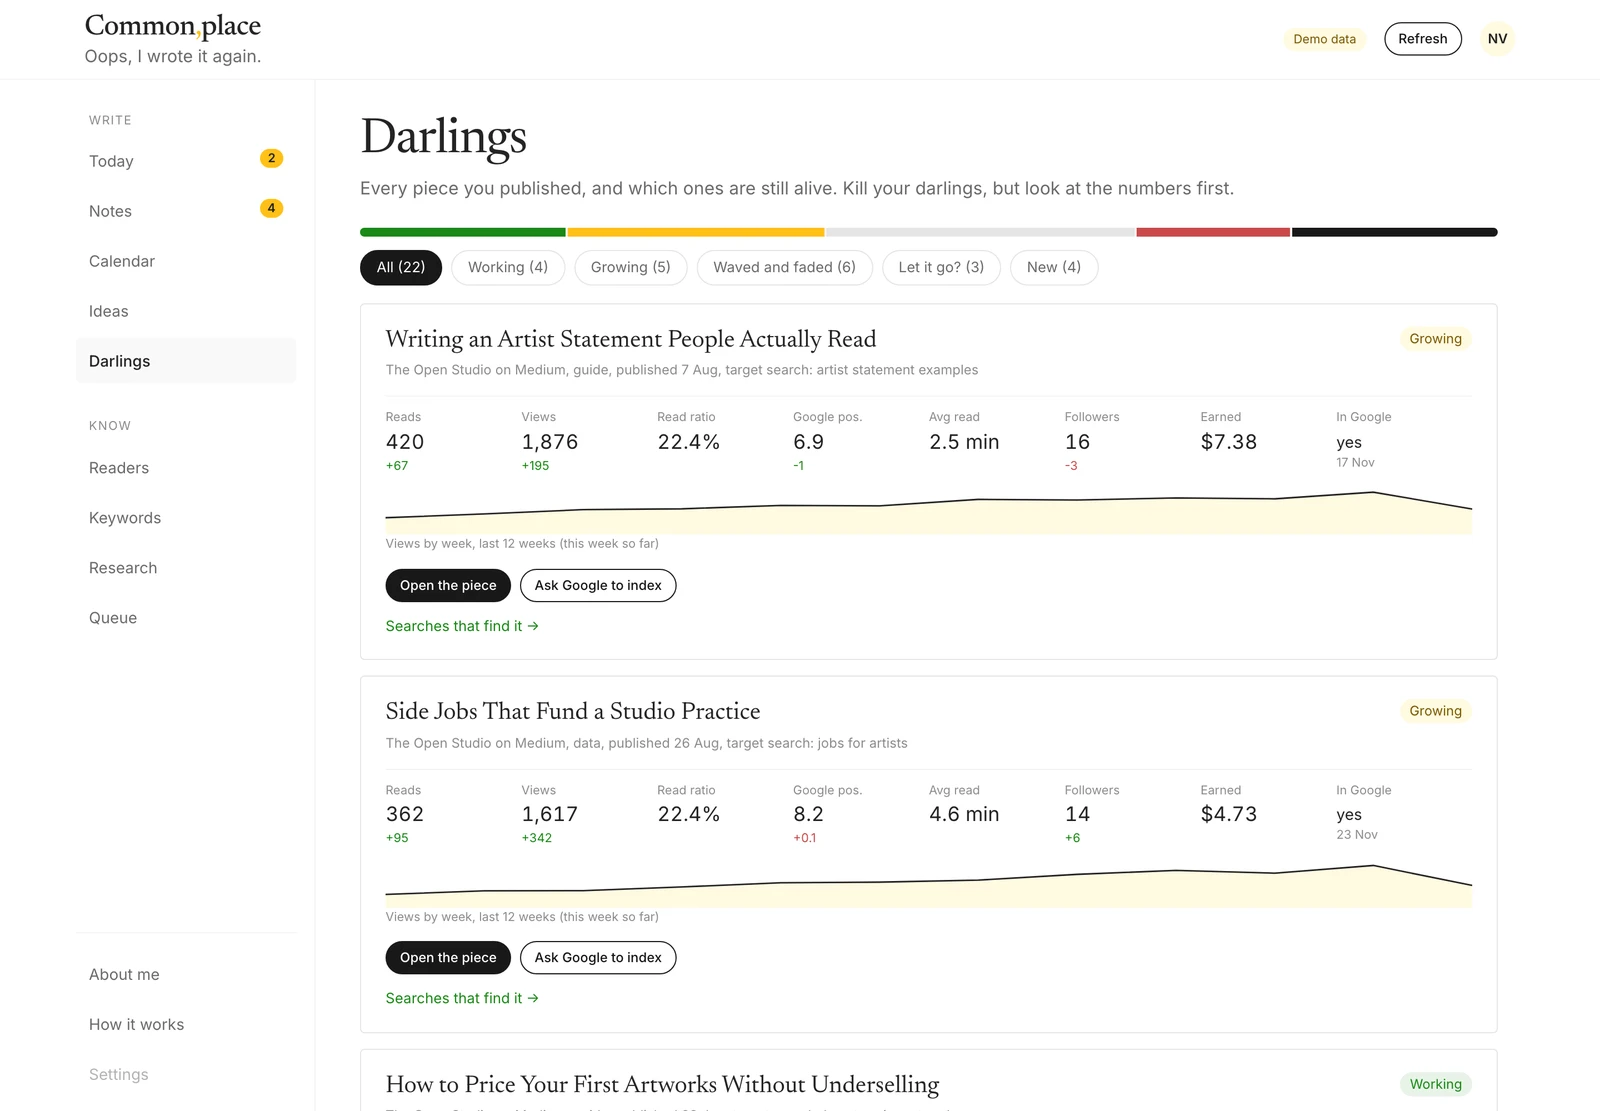 Common,place
Oops, I wrote it again.
Demo data
Refresh
NV
WRITE
Today
2
Notes
4
Calendar
Ideas
Darlings
KNOW
Readers
Keywords
Research
Queue
About me
How it works
Settings
Darlings
Every piece you published, and which ones are still alive. Kill your darlings, but look at the numbers first.
All (22)
Working (4)
Growing (5)
Waved and faded (6)
Let it go? (3)
New (4)
Writing an Artist Statement People Actually Read
Growing
The Open Studio on Medium, guide, published 7 Aug, target search: artist statement examples
Reads Views Read ratio Google pos. Avg read Followers Earned In Google
420 1,876 22.4% 6.9 2.5 min 16 $7.38 yes
+67 +195 -1 -3 17 Nov
Views by week, last 12 weeks (this week so far)
Open the piece
Ask Google to index
Searches that find it →
Side Jobs That Fund a Studio Practice
Growing
The Open Studio on Medium, data, published 26 Aug, target search: jobs for artists
Reads Views Read ratio Google pos. Avg read Followers Earned In Google
362 1,617 22.4% 8.2 4.6 min 14 $4.73 yes
+95 +342 +0.1 +6 23 Nov
Views by week, last 12 weeks (this week so far)
Open the piece
Ask Google to index
Searches that find it →
How to Price Your First Artworks Without Underselling
Working